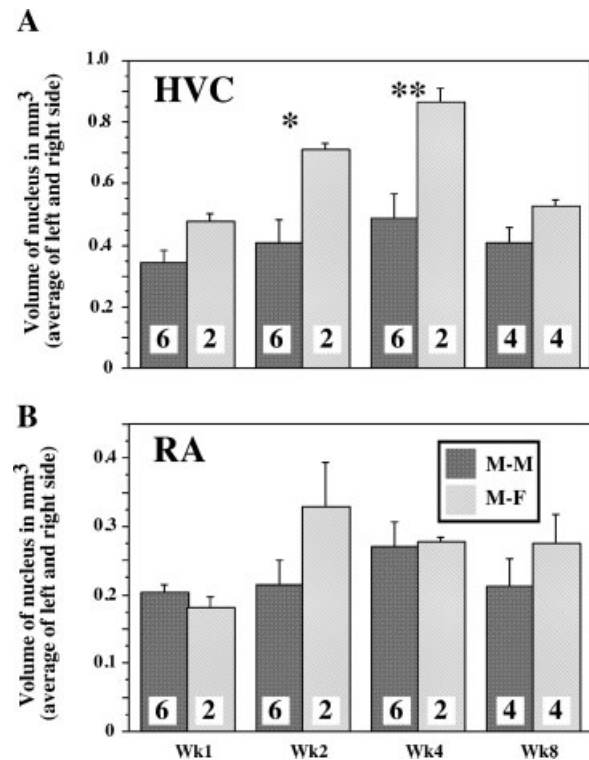 A
HVC
Volume of nucleus in mm3
(average of left and right side)
1.0
0.8
0.6
0.4
0.2
0
*
**
6 2 6 2 6 2 4 4
B
RA
Volume of nucleus in mm3
(average of left and right side)
0.4
0.3
0.2
0.1
0
M-M
M-F
6 2 6 2 6 2 4 4
Wk1 Wk2 Wk4 Wk8